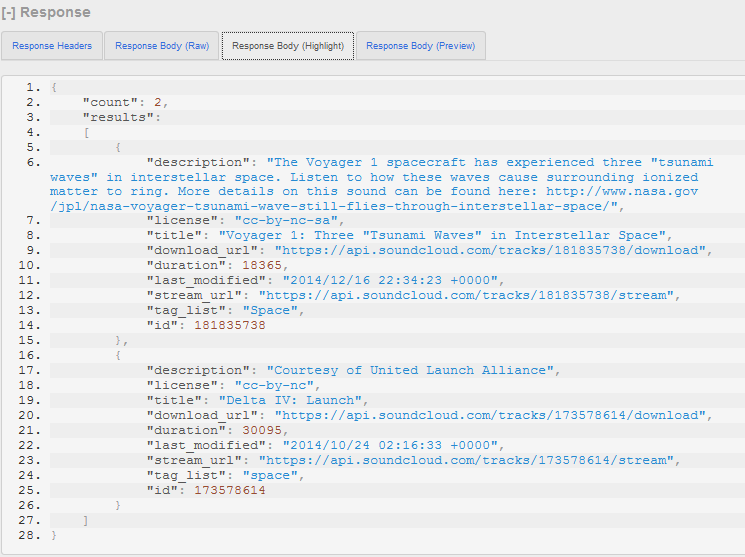 [-] Response
Response Headers Response Body (Raw) Response Body (Highlight) Response Body (Preview)
1. {
2. "count": 2,
3. "results":
4. [
5. {
6. "description": "The Voyager 1 spacecraft has experienced three "tsunami
waves" in interstellar space. Listen to how these waves cause surrounding ionized
matter to ring. More details on this sound can be found here: http://www.nasa.gov
/jpl/nasa-voyager-tsunami-wave-still-flies-through-interstellar-space/",
7. "license": "cc-by-nc-sa",
8. "title": "Voyager 1: Three "Tsunami Waves" in Interstellar Space",
9. "download_url": "https://api.soundcloud.com/tracks/181835738/download",
10. "duration": 18365,
11. "last_modified": "2014/12/16 22:34:23 +0000",
12. "stream_url": "https://api.soundcloud.com/tracks/181835738/stream",
13. "tag_list": "Space",
14. "id": 181835738
15. },
16. {
17. "description": "Courtesy of United Launch Alliance",
18. "license": "cc-by-nc",
19. "title": "Delta IV: Launch",
20. "download_url": "https://api.soundcloud.com/tracks/173578614/download",
21. "duration": 30095,
22. "last_modified": "2014/10/24 02:16:33 +0000",
23. "stream_url": "https://api.soundcloud.com/tracks/173578614/stream",
24. "tag_list": "space",
25. "id": 173578614
26. }
27. ]
28. }